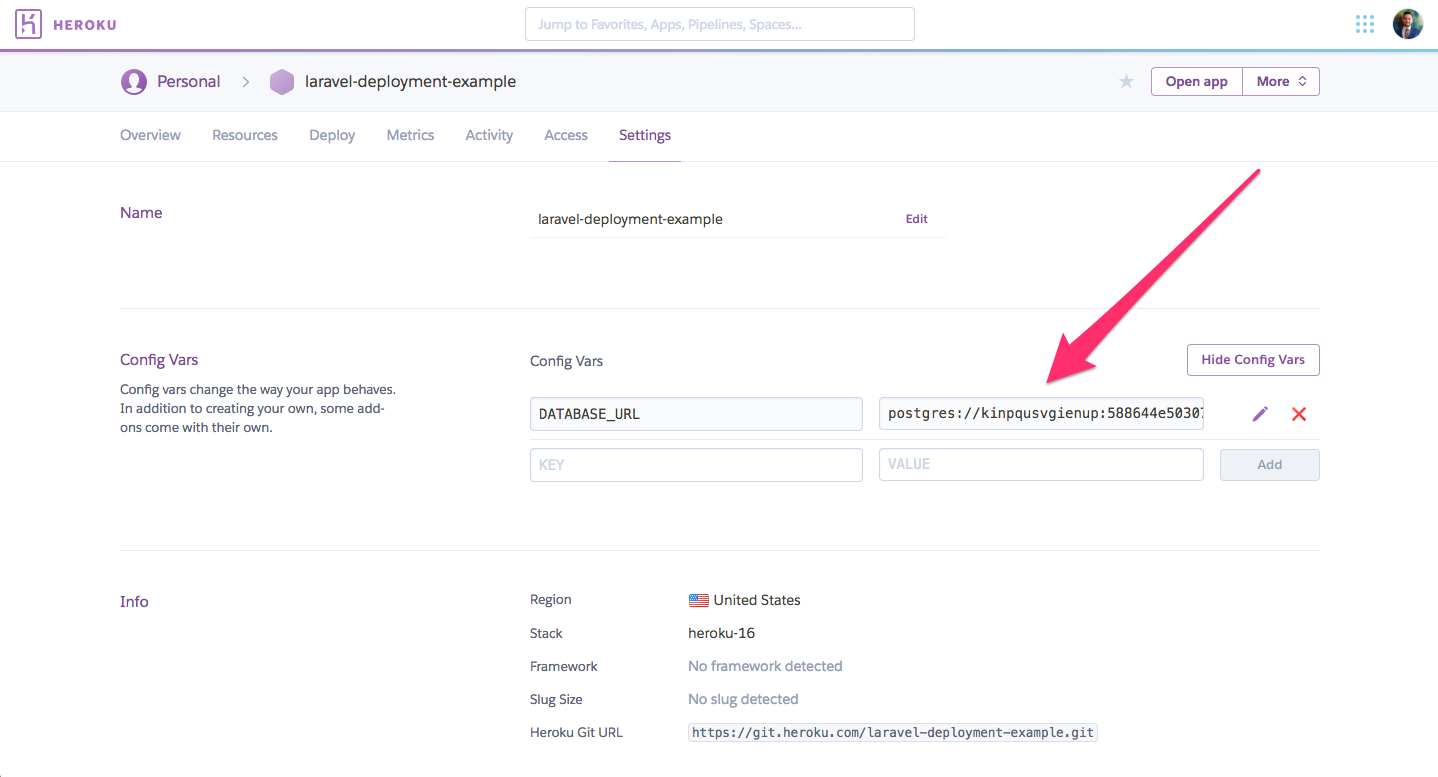 HEROKU
Jump to Favorites, Apps, Pipelines, Spaces...
Personal
laravel-deployment-example
Open app
More
Overview
Resources
Deploy
Metrics
Activity
Access
Settings
Name
laravel-deployment-example
Edit
Config Vars
Config vars change the way your app behaves.
In addition to creating your own, some add-
ons come with their own.
Config Vars
Hide Config Vars
DATABASE_URL
postgres://kinpqusvgienup:588644e50307
KEY
VALUE
Add
Info
Region
United States
Stack
heroku-16
Framework
No framework detected
Slug Size
No slug detected
Heroku Git URL
https://git.heroku.com/laravel-deployment-example.git